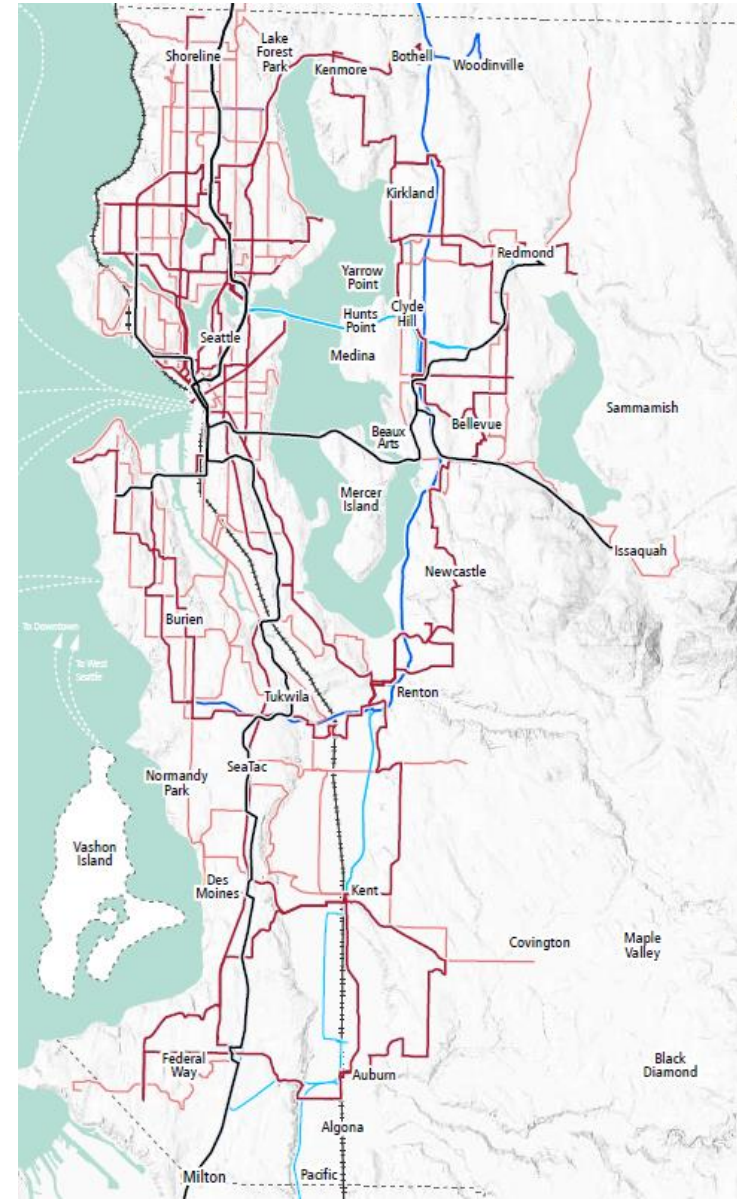 Lake
Forest
Park
Shoreline
Kenmore
Bothell
Woodinville
Kirkland
Redmond
Yarrow
Point
Hunts
Point
Clyde
Hill
Seattle
Medina
Sammamish
Beaux
Arts
Bellevue
Mercer
Island
Issaquah
Newcastle
Burien
To Downtown
To West
Seattle
Tukwila
Renton
SeaTac
Normandy
Park
Vashon
Island
Des
Moines
Kent
Covington
Maple
Valley
Federal
Way
Auburn
Black
Diamond
Algona
Milton
Pacific